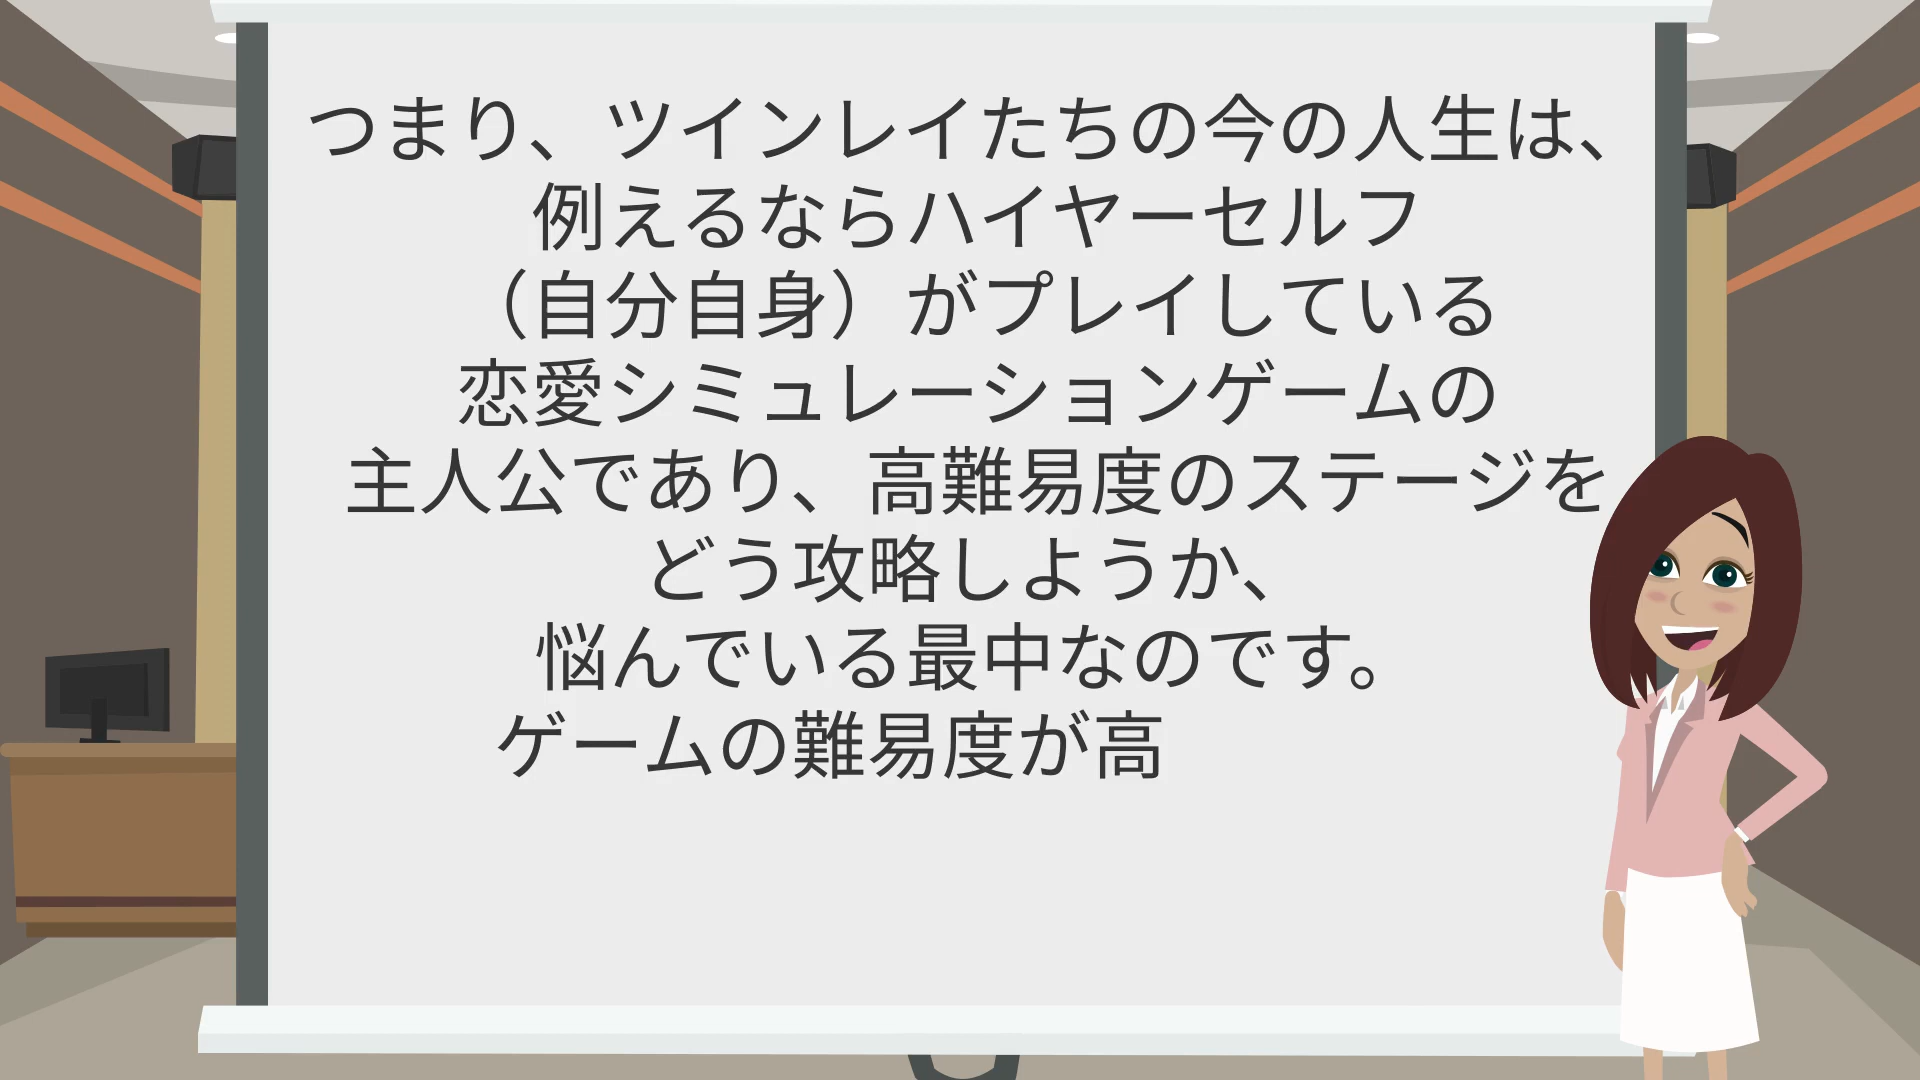 つまり、ツインレイたちの今の人生は、
例えるならハイヤーセルフ
（自分自身）がプレイしている
恋愛シミュレーションゲームの
主人公であり、高難易度のステージを
どう攻略しようか、
悩んでいる最中なのです。
ゲームの難易度が高